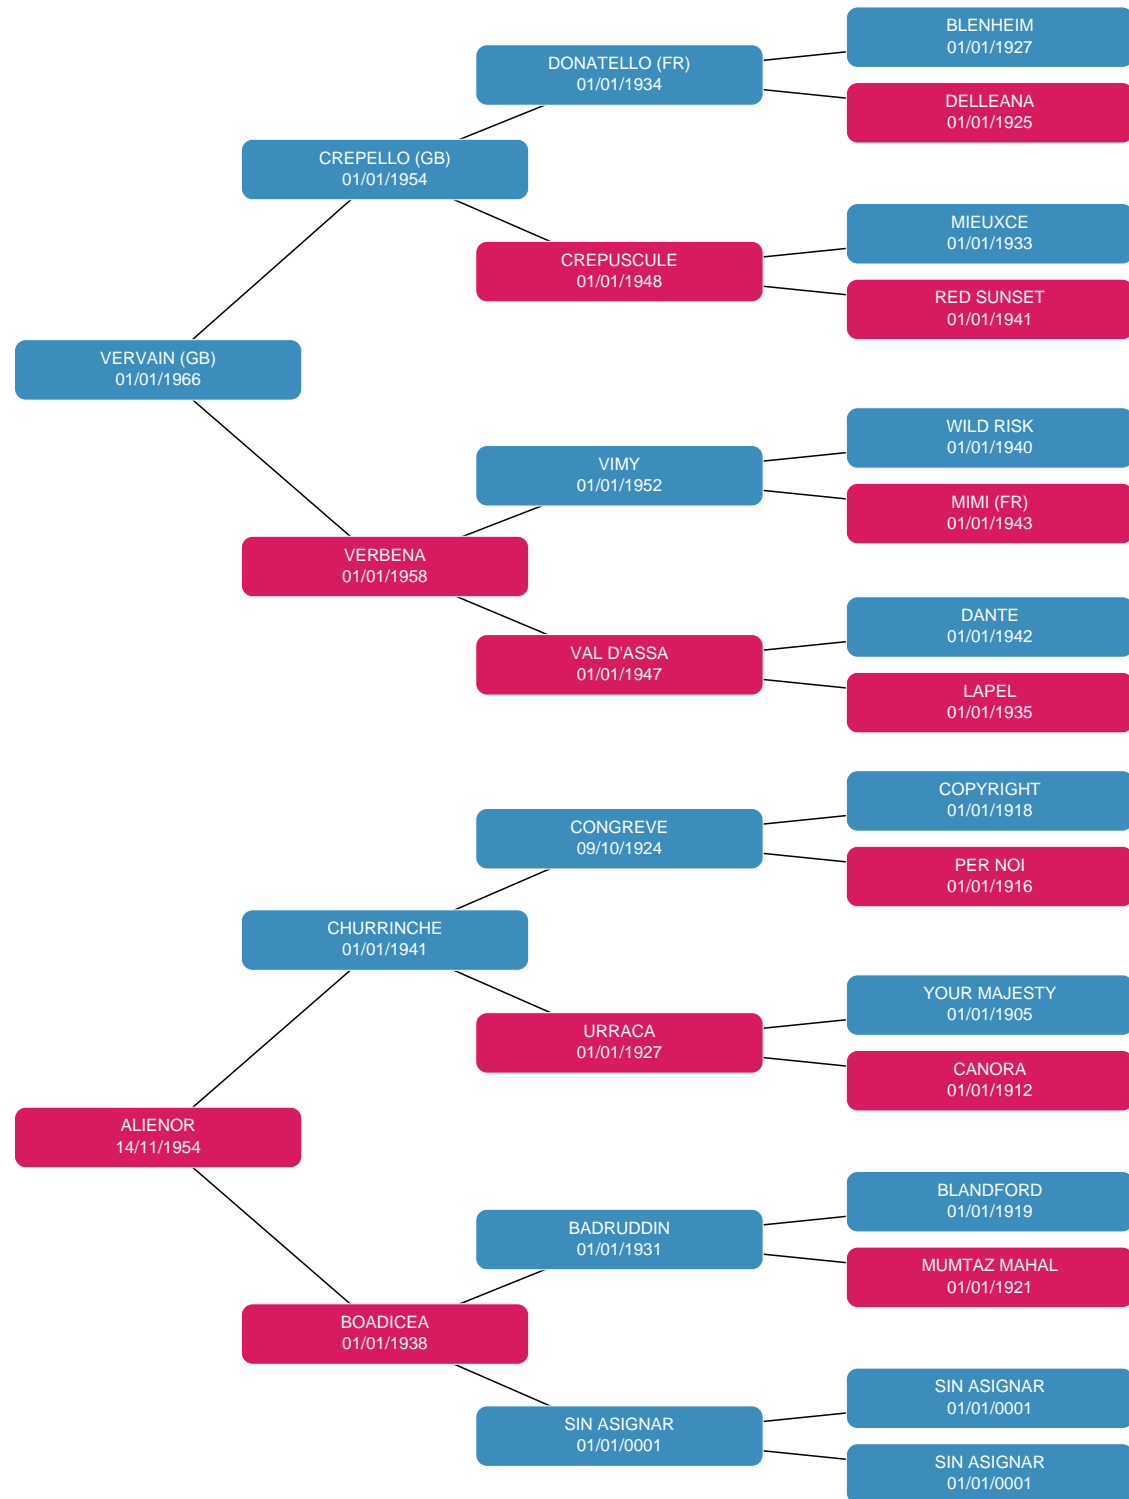 BLENHEIM
01/01/1927
DONATELLO (FR)
01/01/1934
DELLEANA
01/01/1925
CREPELLO (GB)
01/01/1954
MIEUXCE
01/01/1933
CREPUSCULE
01/01/1948
RED SUNSET
01/01/1941
VERVAIN (GB)
01/01/1966
WILD RISK
01/01/1940
VIMY
01/01/1952
MIMI (FR)
01/01/1943
VERBENA
01/01/1958
DANTE
01/01/1942
VAL D'ASSA
01/01/1947
LAPEL
01/01/1935
COPYRIGHT
01/01/1918
CONGREVE
09/10/1924
PER NOI
01/01/1916
CHURRINCHE
01/01/1941
YOUR MAJESTY
01/01/1905
URRACA
01/01/1927
CANORA
01/01/1912
ALIENOR
14/11/1954
BLANDFORD
01/01/1919
BADRUDDIN
01/01/1931
MUMTAZ MAHAL
01/01/1921
BOADICEA
01/01/1938
SIN ASIGNAR
01/01/0001
SIN ASIGNAR
01/01/0001
SIN ASIGNAR
01/01/0001